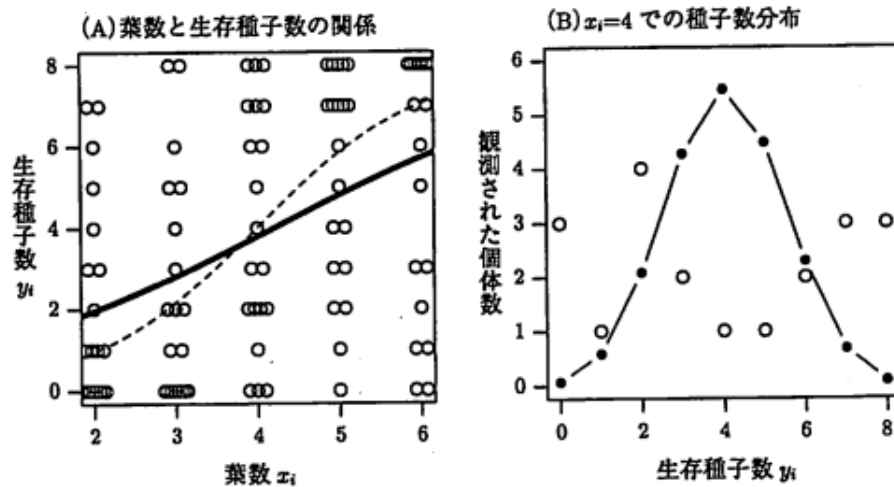 (A)葉数と生存種子数の関係
8
6
4
2
0
生存種子数 yi
2 3 4 5 6
葉数 xi
(B)xi=4 での種子数分布
6
5
4
3
2
1
0
観測された個体数
0 2 4 6 8
生存種子数 yi